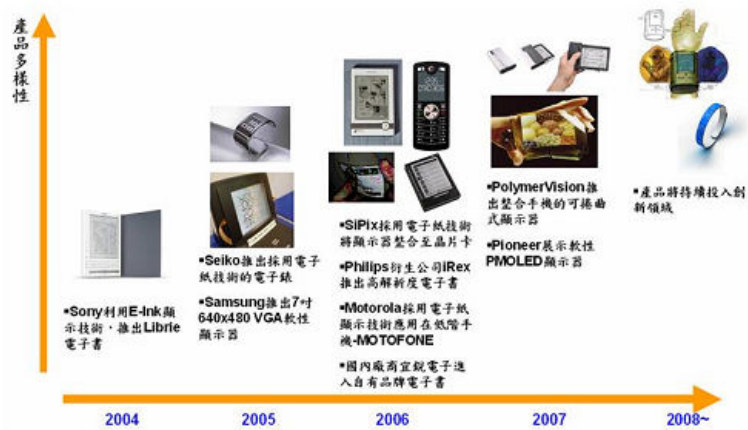 產品多樣性
▪Sony利用E-Ink顯
示技術，推出Librie
電子書
▪Seiko推出採用電子
紙技術的電子錶
▪Samsung推出7吋
640x480 VGA軟性
顯示器
▪SiPix採用電子紙技術
將顯示器整合至晶片卡
▪Philips衍生公司iRex
推出高解析度電子書
▪Motorola採用電子紙
顯示技術應用在低階手
機-MOTOFONE
▪國內廠商宜銳電子進
入自有品牌電子書
▪PolymerVision推
出整合手機的可捲曲
式顯示器
▪Pioneer展示軟性
PMOLED顯示器
▪產品將持續投入創
新領域
2004
2005
2006
2007
2008~